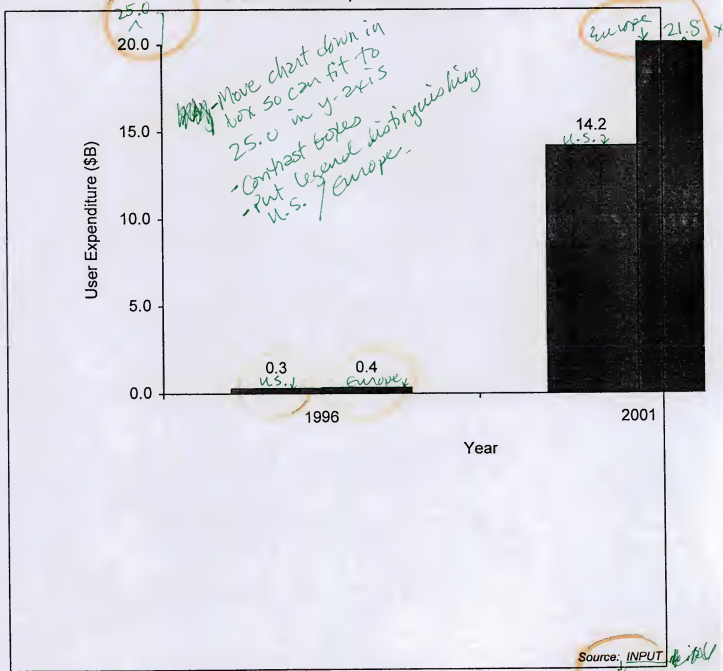 25.0
20.0
15.0
10.0
5.0
0.0
User Expenditure ($B)
-Move chart down in
box so can fit to
25.0 in y-axis
-Contrast boxes
-Put legend distinguishing
U.S. / Europe.
Europe 21.5
14.2
U.S.
0.3 0.4
U.S. Europe
1996 2001
Year
Source: INPUT